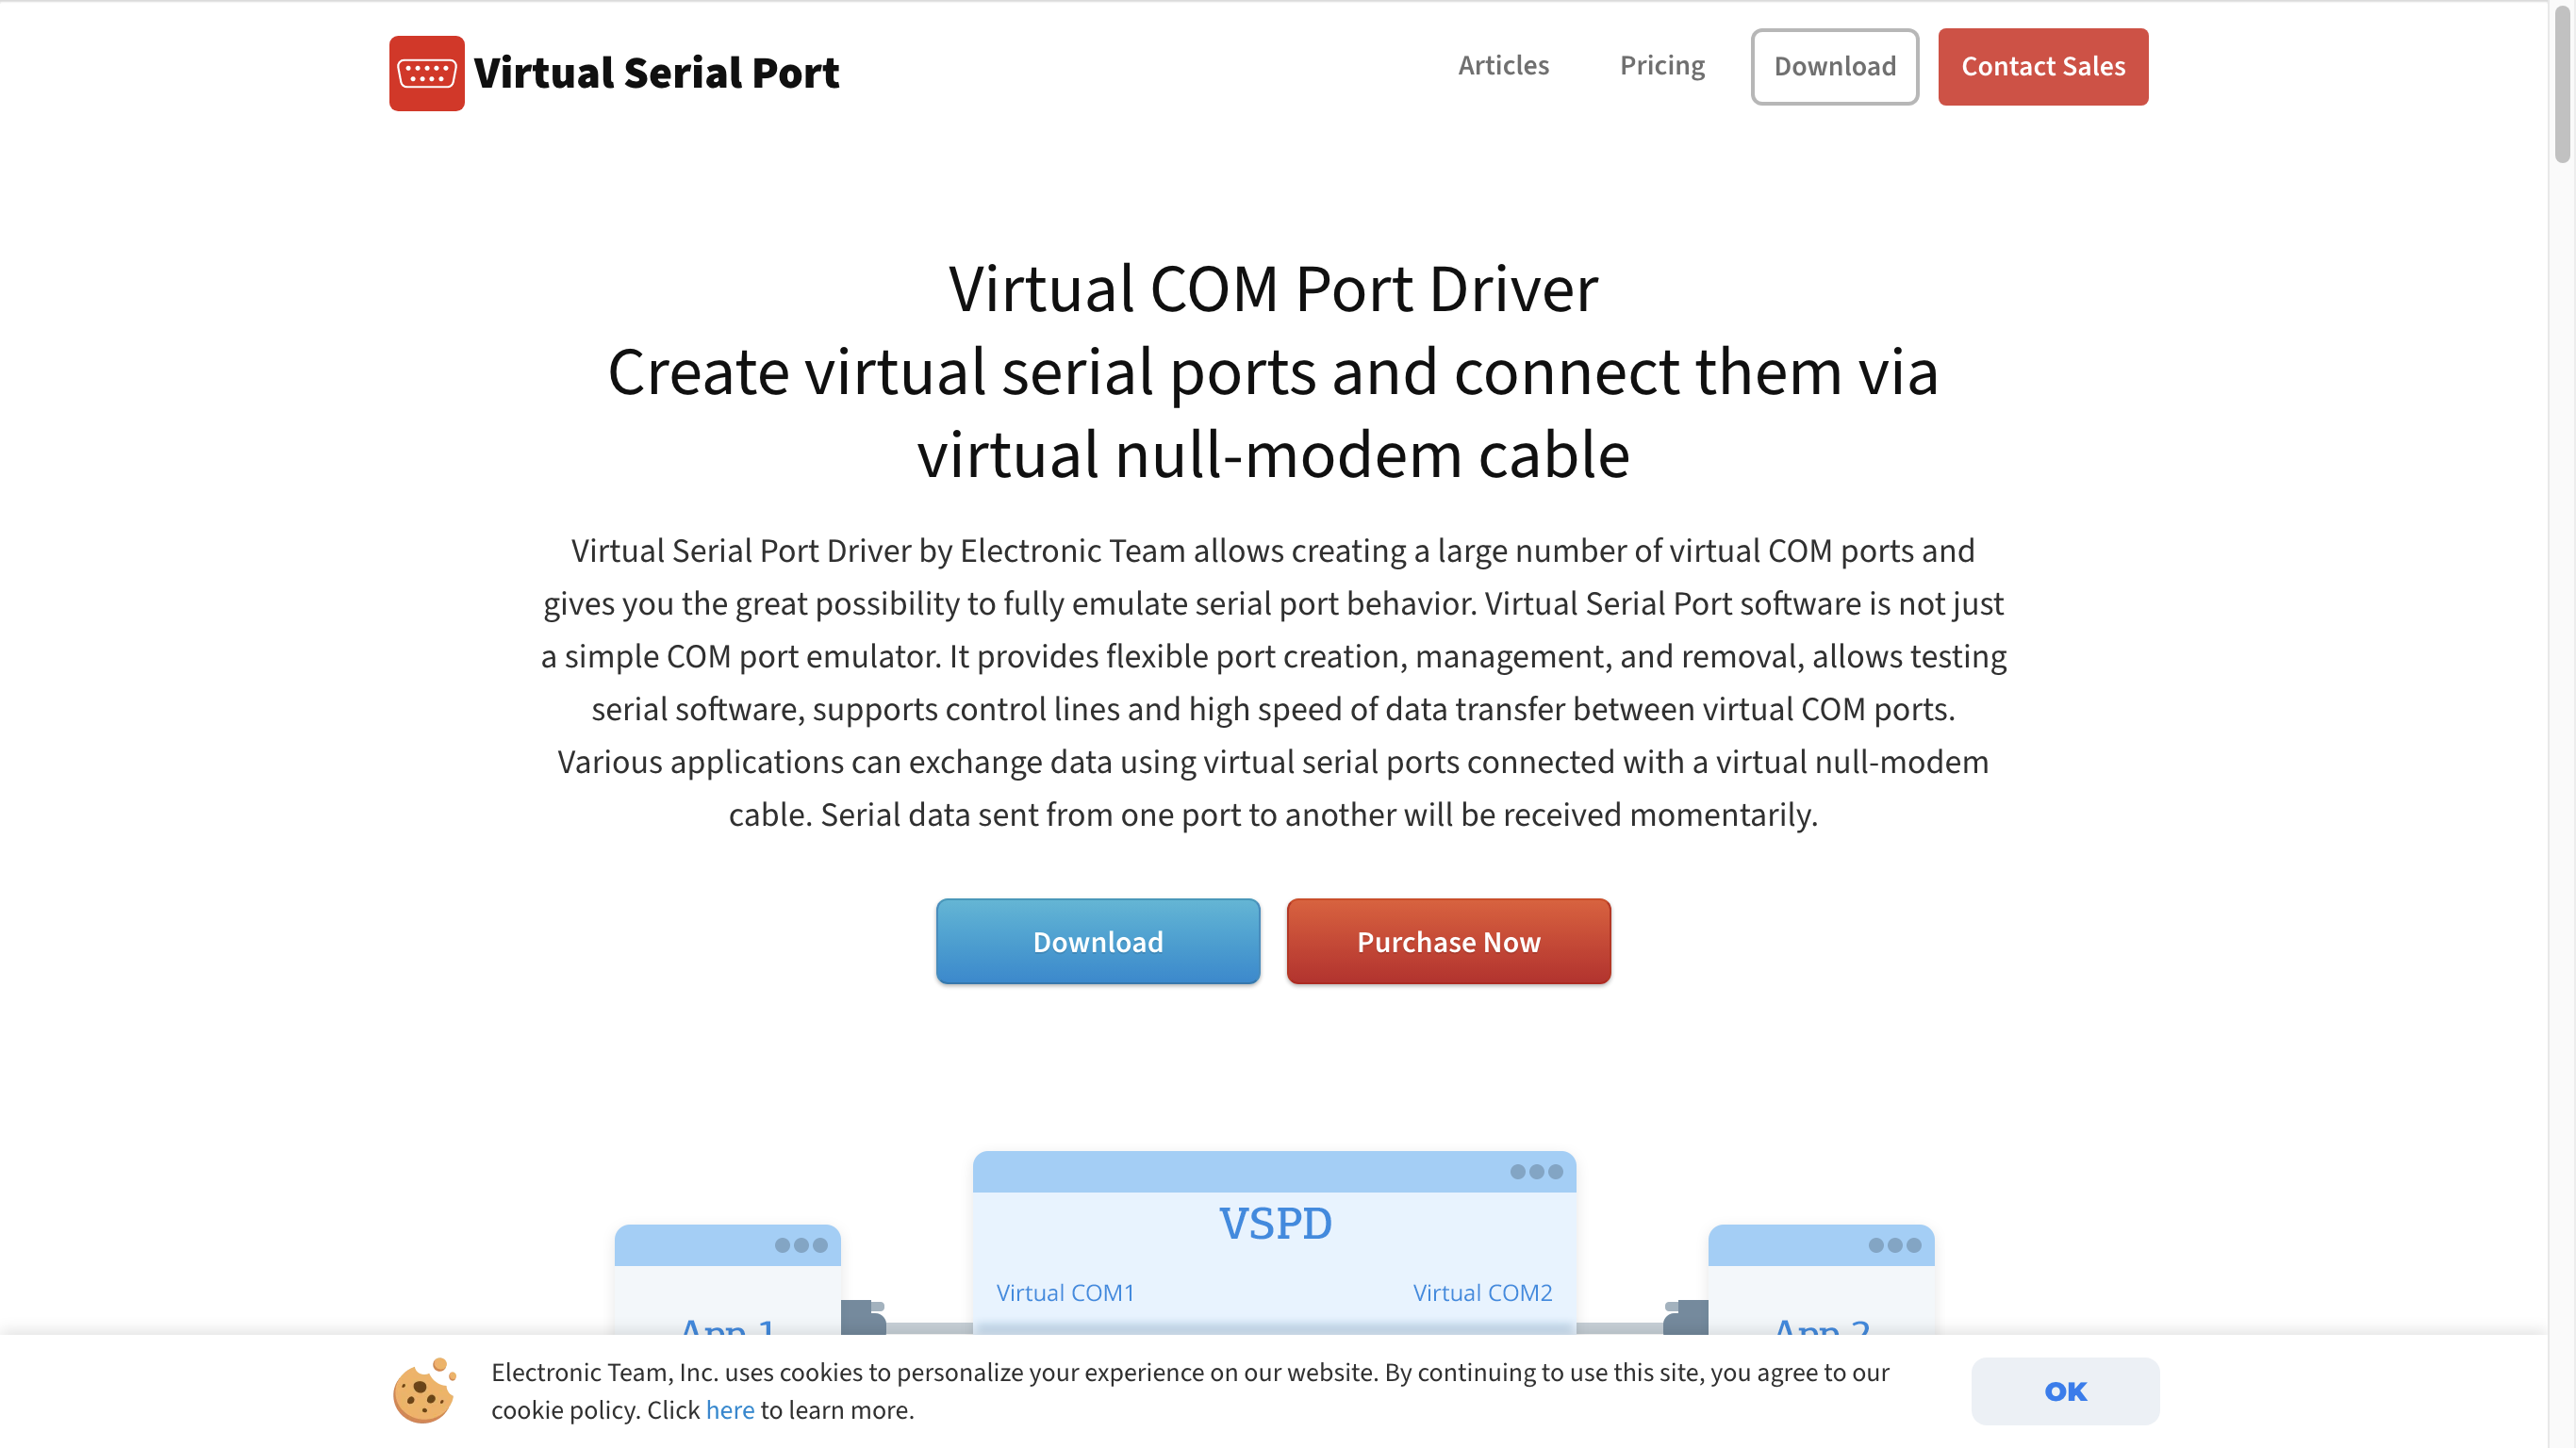 Virtual Serial Port
Articles
Pricing
Download
Contact Sales
Virtual COM Port Driver
Create virtual serial ports and connect them via
virtual null-modem cable
Virtual Serial Port Driver by Electronic Team allows creating a large number of virtual COM ports and
gives you the great possibility to fully emulate serial port behavior. Virtual Serial Port software is not just
a simple COM port emulator. It provides flexible port creation, management, and removal, allows testing
serial software, supports control lines and high speed of data transfer between virtual COM ports.
Various applications can exchange data using virtual serial ports connected with a virtual null-modem
cable. Serial data sent from one port to another will be received momentarily.
Download
Purchase Now
VSPD
Virtual COM1
Virtual COM2
App 1
App 2
Electronic Team, Inc. uses cookies to personalize your experience on our website. By continuing to use this site, you agree to our
cookie policy. Click here to learn more.
OK